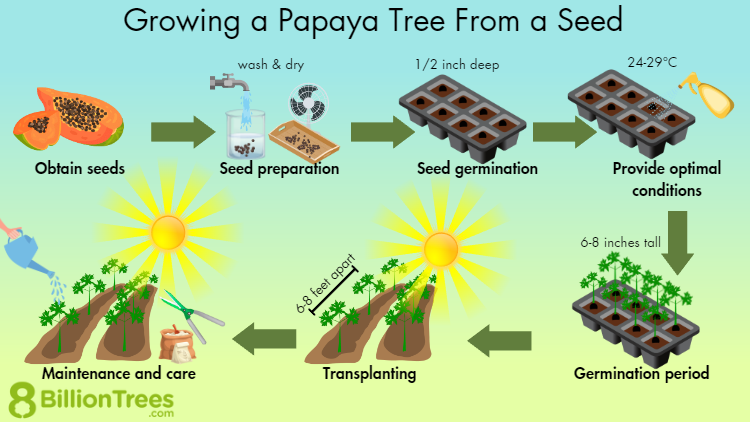 Growing a Papaya Tree From a Seed
wash & dry
1/2 inch deep
24-29°C
Obtain seeds
Seed preparation
Seed germination
Provide optimal
conditions
6-8 inches tall
6-8 feet apart
Maintenance and care
Transplanting
Germination period
8 BillionTrees
.com